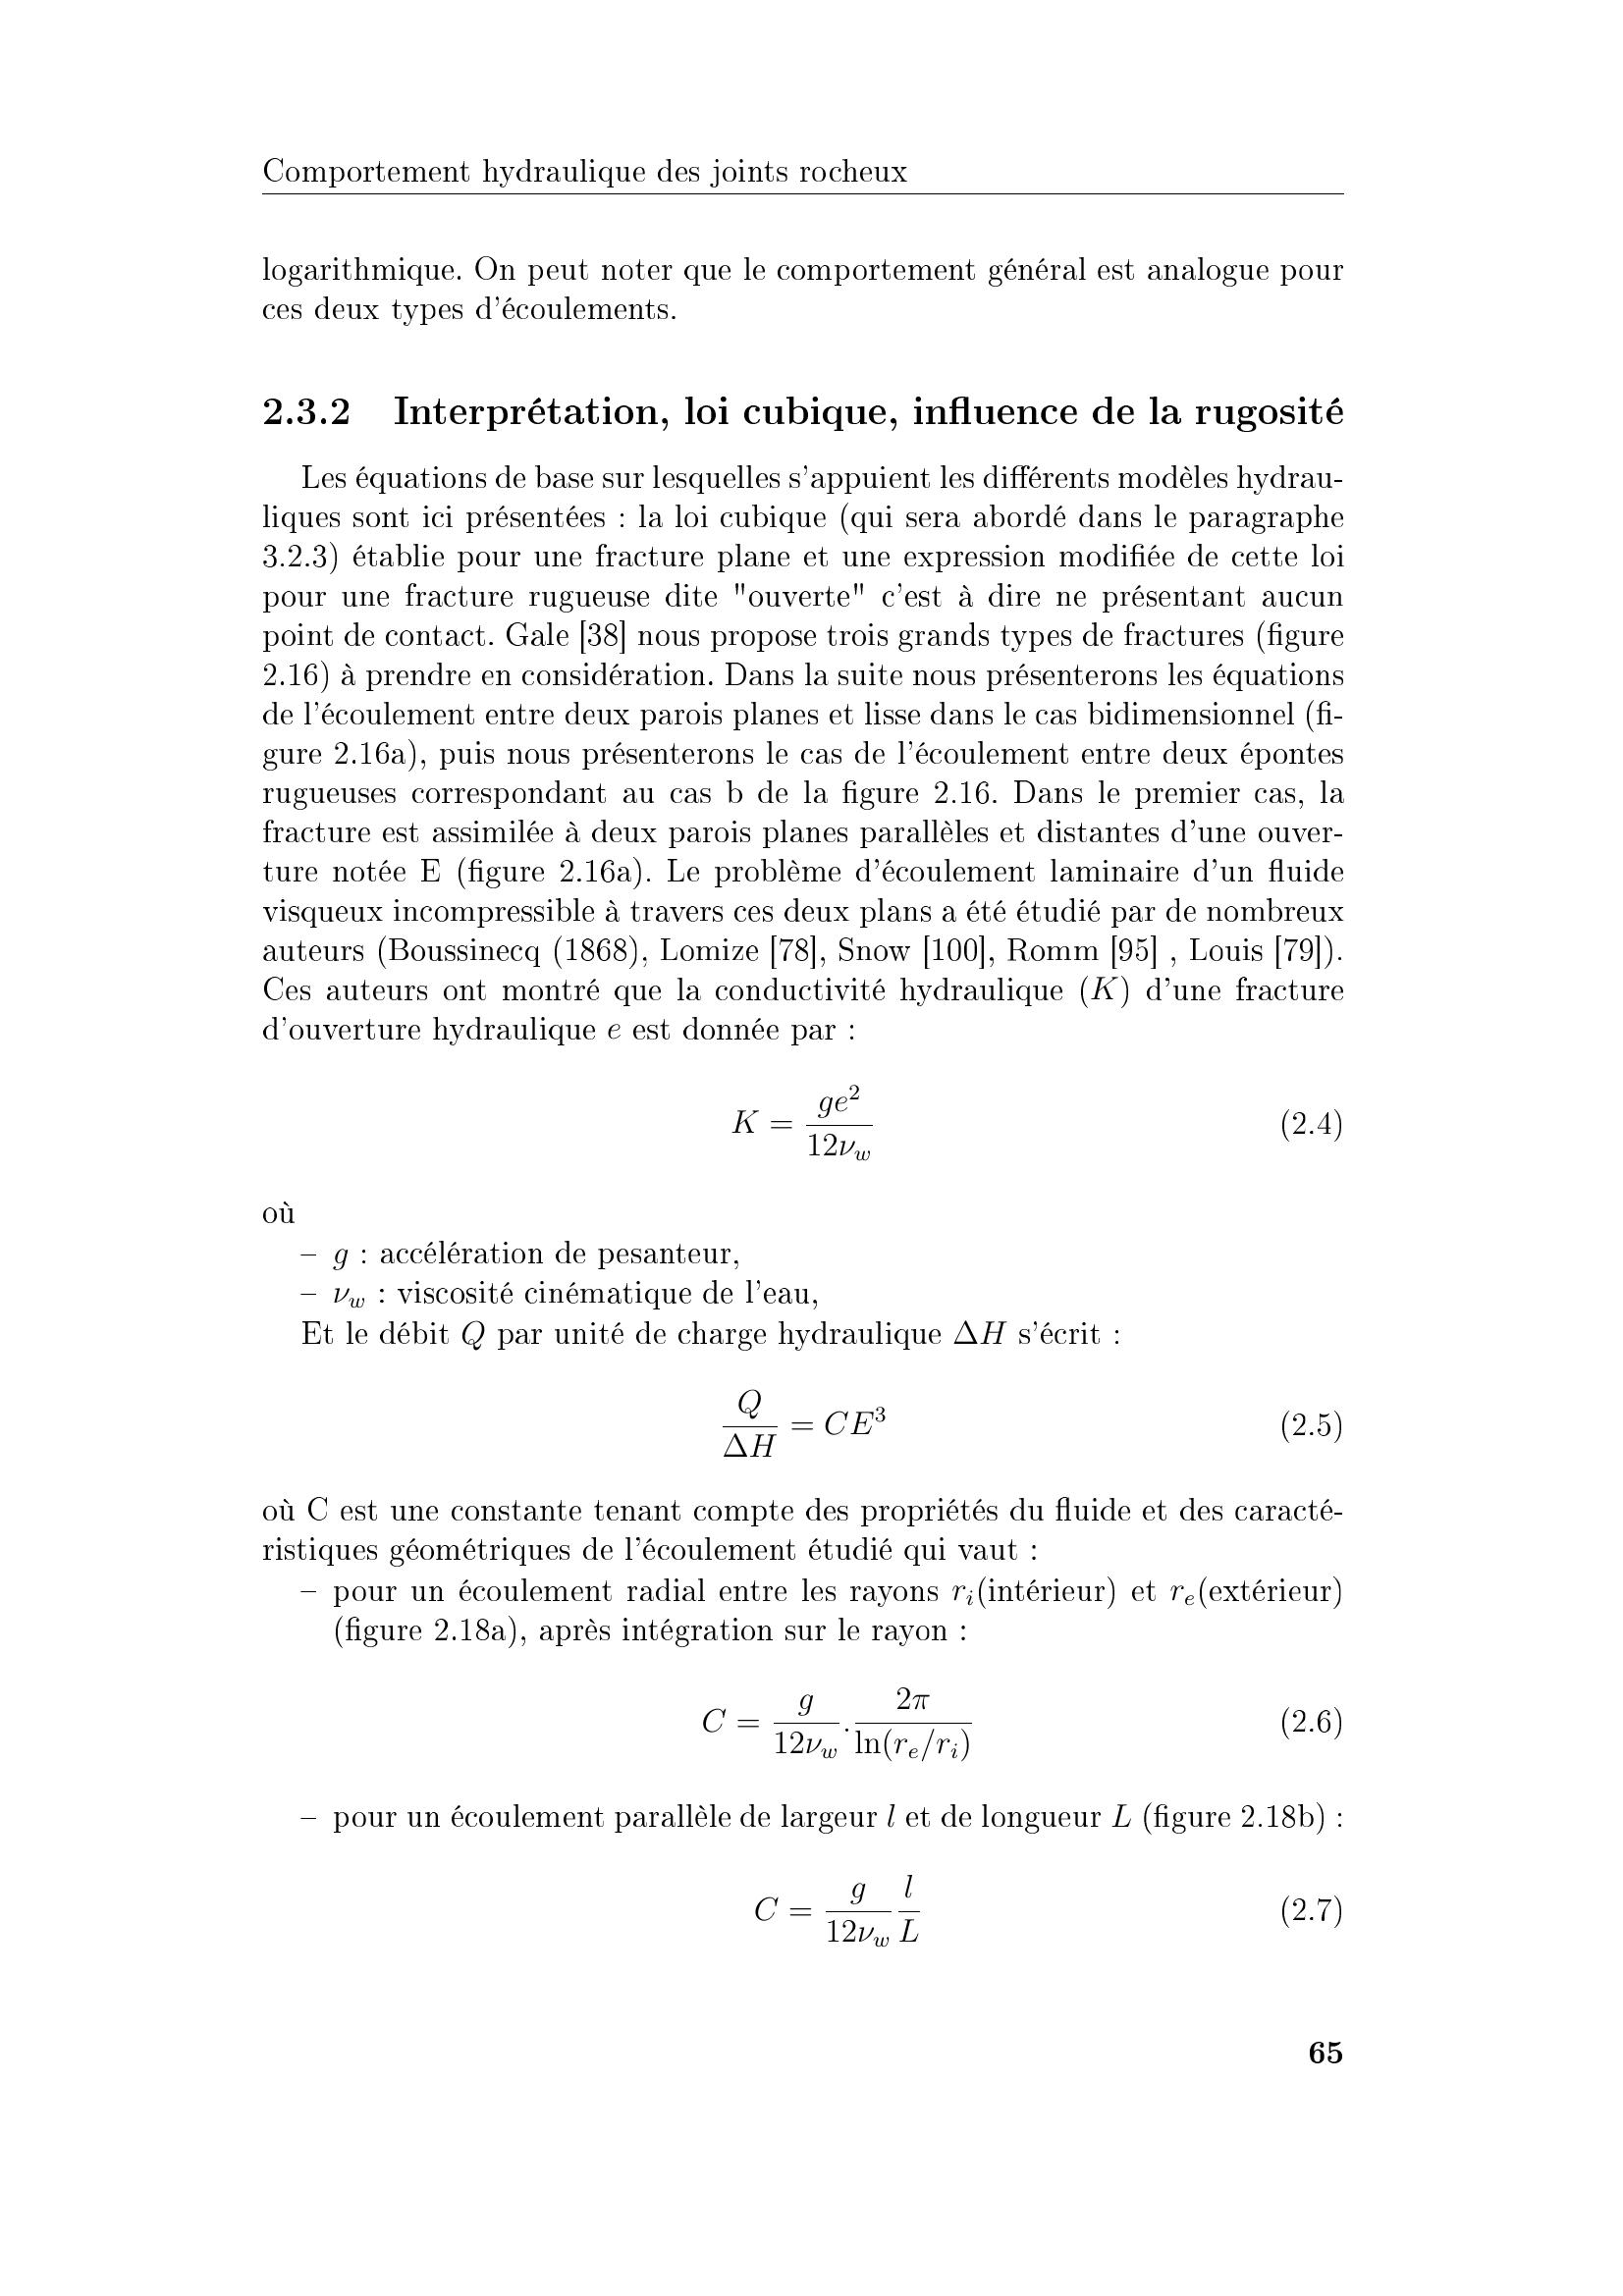 Comportement hydraulique des joints rocheux
logarithmique. On peut noter que le comportement général est analogue pour
ces deux types d'écoulements.
2.3.2 Interprétation, loi cubique, influence de la rugosité
Les équations de base sur lesquelles s'appuient les différents modèles hydrau-
liques sont ici présentées : la loi cubique (qui sera abordé dans le paragraphe
3.2.3) établie pour une fracture plane et une expression modifiée de cette loi
pour une fracture rugueuse dite "ouverte" c'est à dire ne présentant aucun
point de contact. Gale [38] nous propose trois grands types de fractures (figure
2.16) à prendre en considération. Dans la suite nous présenterons les équations
de l'écoulement entre deux parois planes et lisse dans le cas bidimensionnel (fi-
gure 2.16a), puis nous présenterons le cas de l'écoulement entre deux épontes
rugueuses correspondant au cas b de la figure 2.16. Dans le premier cas, la
fracture est assimilée à deux parois planes parallèles et distantes d'une ouver-
ture notée E (figure 2.16a). Le problème d'écoulement laminaire d'un fluide
visqueux incompressible à travers ces deux plans a été étudié par de nombreux
auteurs (Boussinecq (1868), Lomize [78], Snow [100], Romm [95] , Louis [79]).
Ces auteurs ont montré que la conductivité hydraulique (K) d'une fracture
d'ouverture hydraulique e est donnée par :
$K = \frac{ge^2}{12\nu_w}$ (2.4)
où
– g : accélération de pesanteur,
– $\nu_w$ : viscosité cinématique de l'eau,
Et le débit Q par unité de charge hydraulique ΔH s'écrit :
$\frac{Q}{\Delta H} = CE^3$ (2.5)
où C est une constante tenant compte des propriétés du fluide et des caracté-
ristiques géométriques de l'écoulement étudié qui vaut :
– pour un écoulement radial entre les rayons $r_i$(intérieur) et $r_e$(extérieur)
(figure 2.18a), après intégration sur le rayon :
$C = \frac{g}{12\nu_w}.\frac{2\pi}{\ln(r_e/r_i)}$ (2.6)
– pour un écoulement parallèle de largeur l et de longueur L (figure 2.18b) :
$C = \frac{g}{12\nu_w}\frac{l}{L}$ (2.7)
65